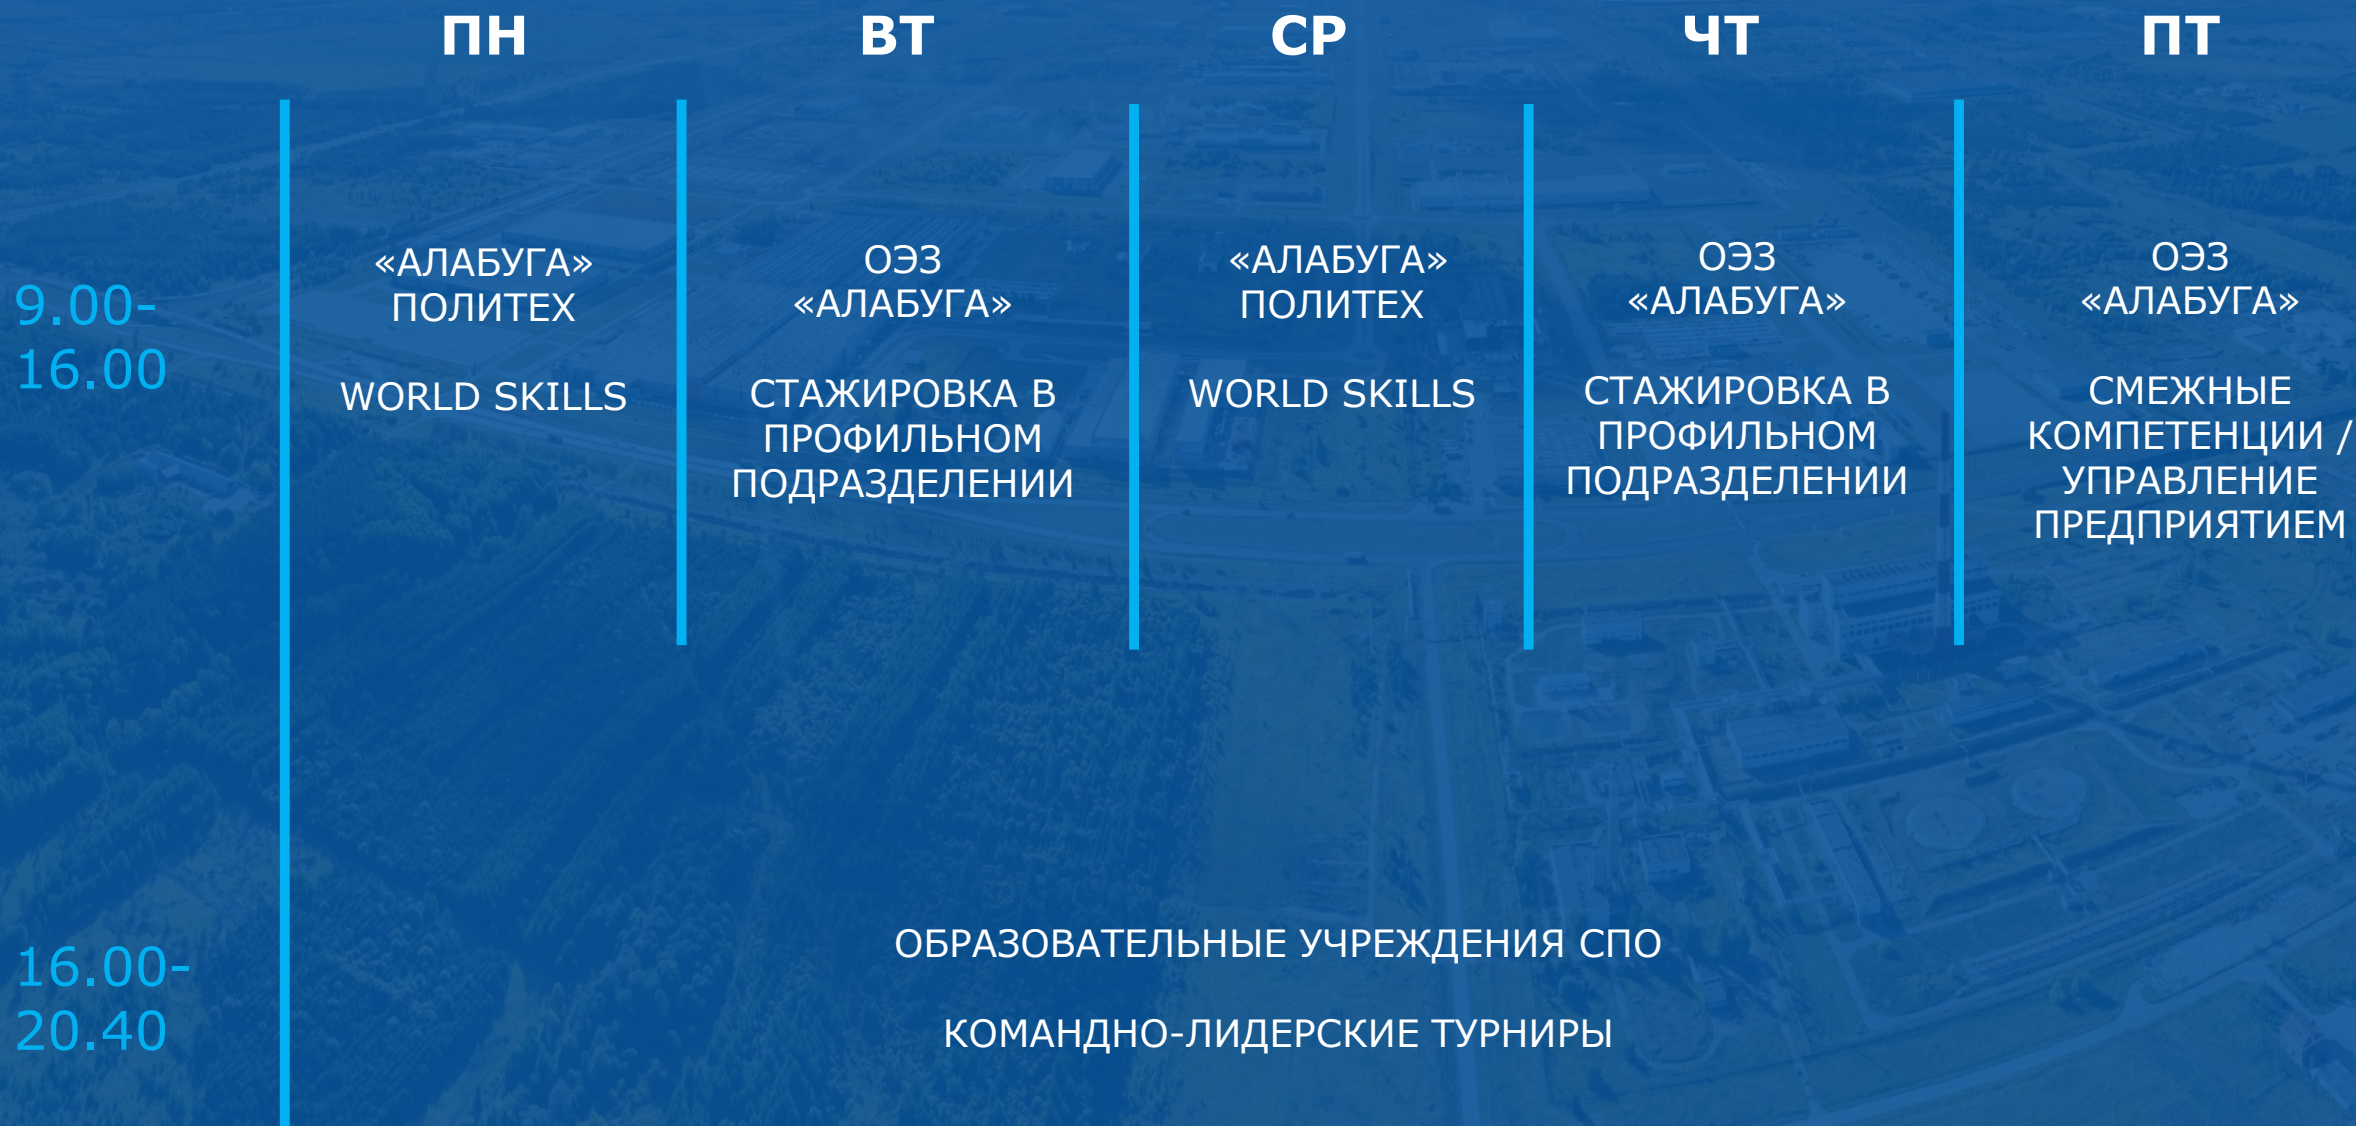 ПН
ВТ
СР
ЧТ
ПТ
9.00-
16.00
«АЛАБУГА»
ПОЛИТЕХ
WORLD SKILLS
ОЭЗ
«АЛАБУГА»
СТАЖИРОВКА В
ПРОФИЛЬНОМ
ПОДРАЗДЕЛЕНИИ
«АЛАБУГА»
ПОЛИТЕХ
WORLD SKILLS
ОЭЗ
«АЛАБУГА»
СТАЖИРОВКА В
ПРОФИЛЬНОМ
ПОДРАЗДЕЛЕНИИ
ОЭЗ
«АЛАБУГА»
СМЕЖНЫЕ
КОМПЕТЕНЦИИ /
УПРАВЛЕНИЕ
ПРЕДПРИЯТИЕМ
16.00-
20.40
ОБРАЗОВАТЕЛЬНЫЕ УЧРЕЖДЕНИЯ СПО
КОМАНДНО-ЛИДЕРСКИЕ ТУРНИРЫ